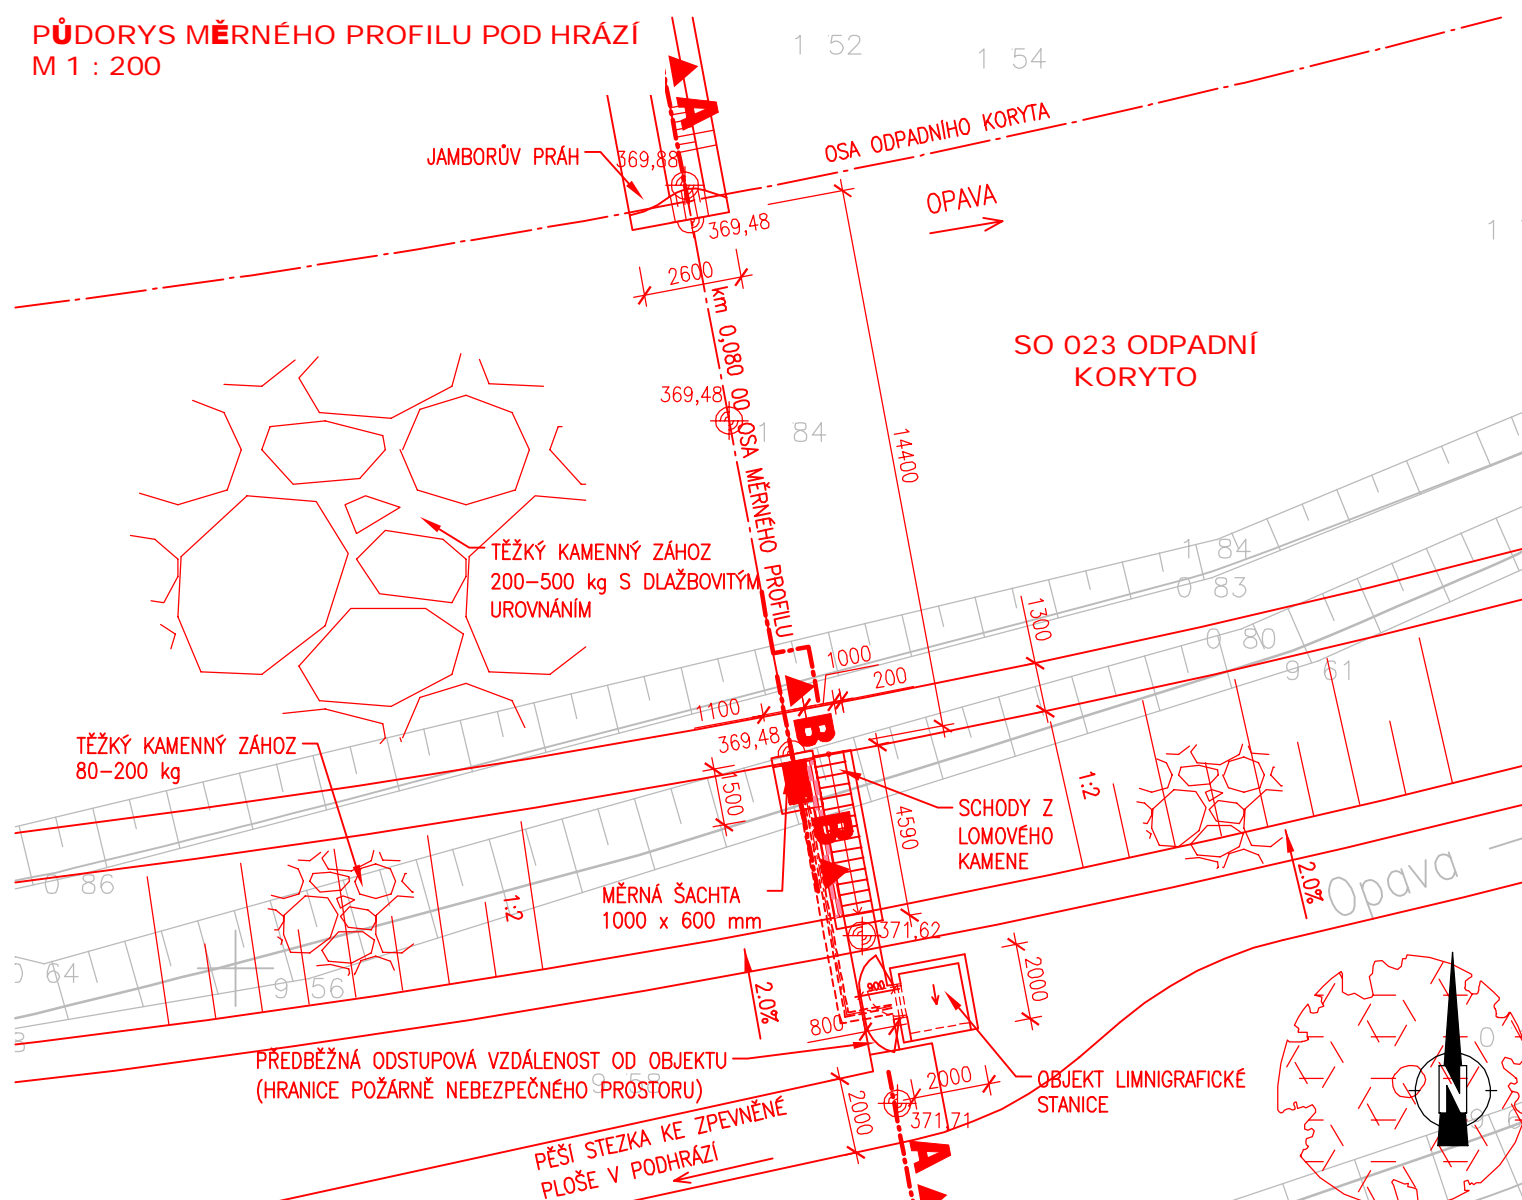 PŮDORYS MĚRNÉHO PROFILU POD HRÁZÍ
M 1 : 200
1 52
1 54
A
JAMBORŮV PRÁH
369,88
OSA ODPADNÍHO KORYTA
OPAVA
369,48
2600
km 0,080 00 OSA MĚRNÉHO PROFILU
SO 023 ODPADNÍ
KORYTO
369,48
1 84
14400
TĚŽKÝ KAMENNÝ ZÁHOZ
200-500 kg S DLAŽBOVITÝM
UROVNÁNÍM
1 84
0 83
1300
0 80
9 61
1000
200
1100
B
369,48
TĚŽKÝ KAMENNÝ ZÁHOZ
80-200 kg
1500
1:2
B
4590
SCHODY Z
LOMOVÉHO
KAMENE
0 86
1:2
MĚRNÁ ŠACHTA
1000 x 600 mm
2.0%
Opava
371,62
0 64
9 56
2.0%
900
2000
800
PŘEDBĚŽNÁ ODSTUPOVÁ VZDÁLENOST OD OBJEKTU
(HRANICE POŽÁRNĚ NEBEZPEČNÉHO PROSTORU)
9 58
2000
OBJEKT LIMNIGRAFICKÉ
STANICE
N
2000
371,71
PĚŠÍ STEZKA KE ZPEVNĚNÉ
PLOŠE V PODHRÁZÍ
A